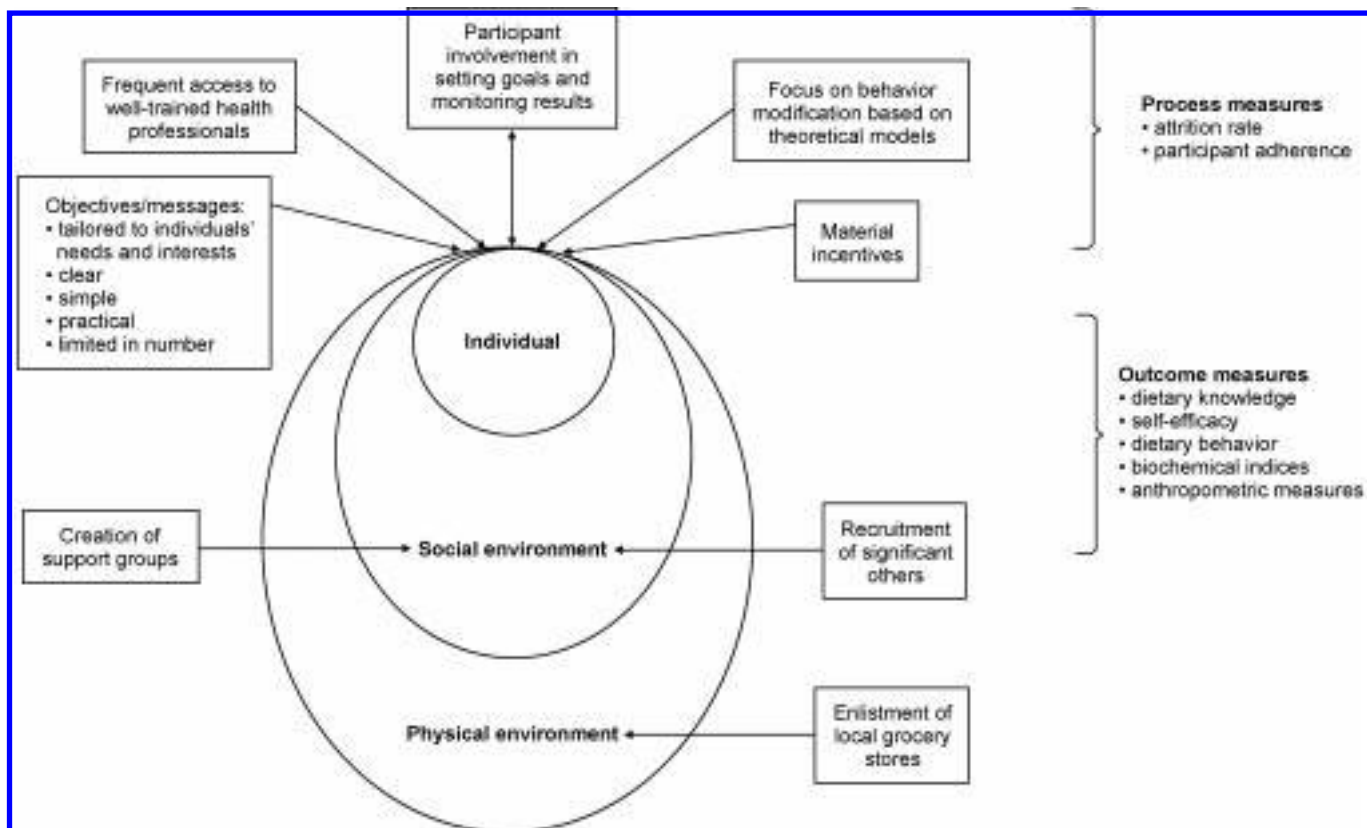 Participant
involvement in
setting goals and
monitoring results
Frequent access to
well-trained health
professionals
Focus on behavior
modification based on
theoretical models
Process measures
• attrition rate
• participant adherence
Objectives/messages:
• tailored to individuals'
needs and interests
• clear
• simple
• practical
• limited in number
Material
incentives
Individual
Outcome measures
• dietary knowledge
• self-efficacy
• dietary behavior
• biochemical indices
• anthropometric measures
Creation of
support groups
Social environment
Recruitment
of significant
others
Physical environment
Enlistment of
local grocery
stores